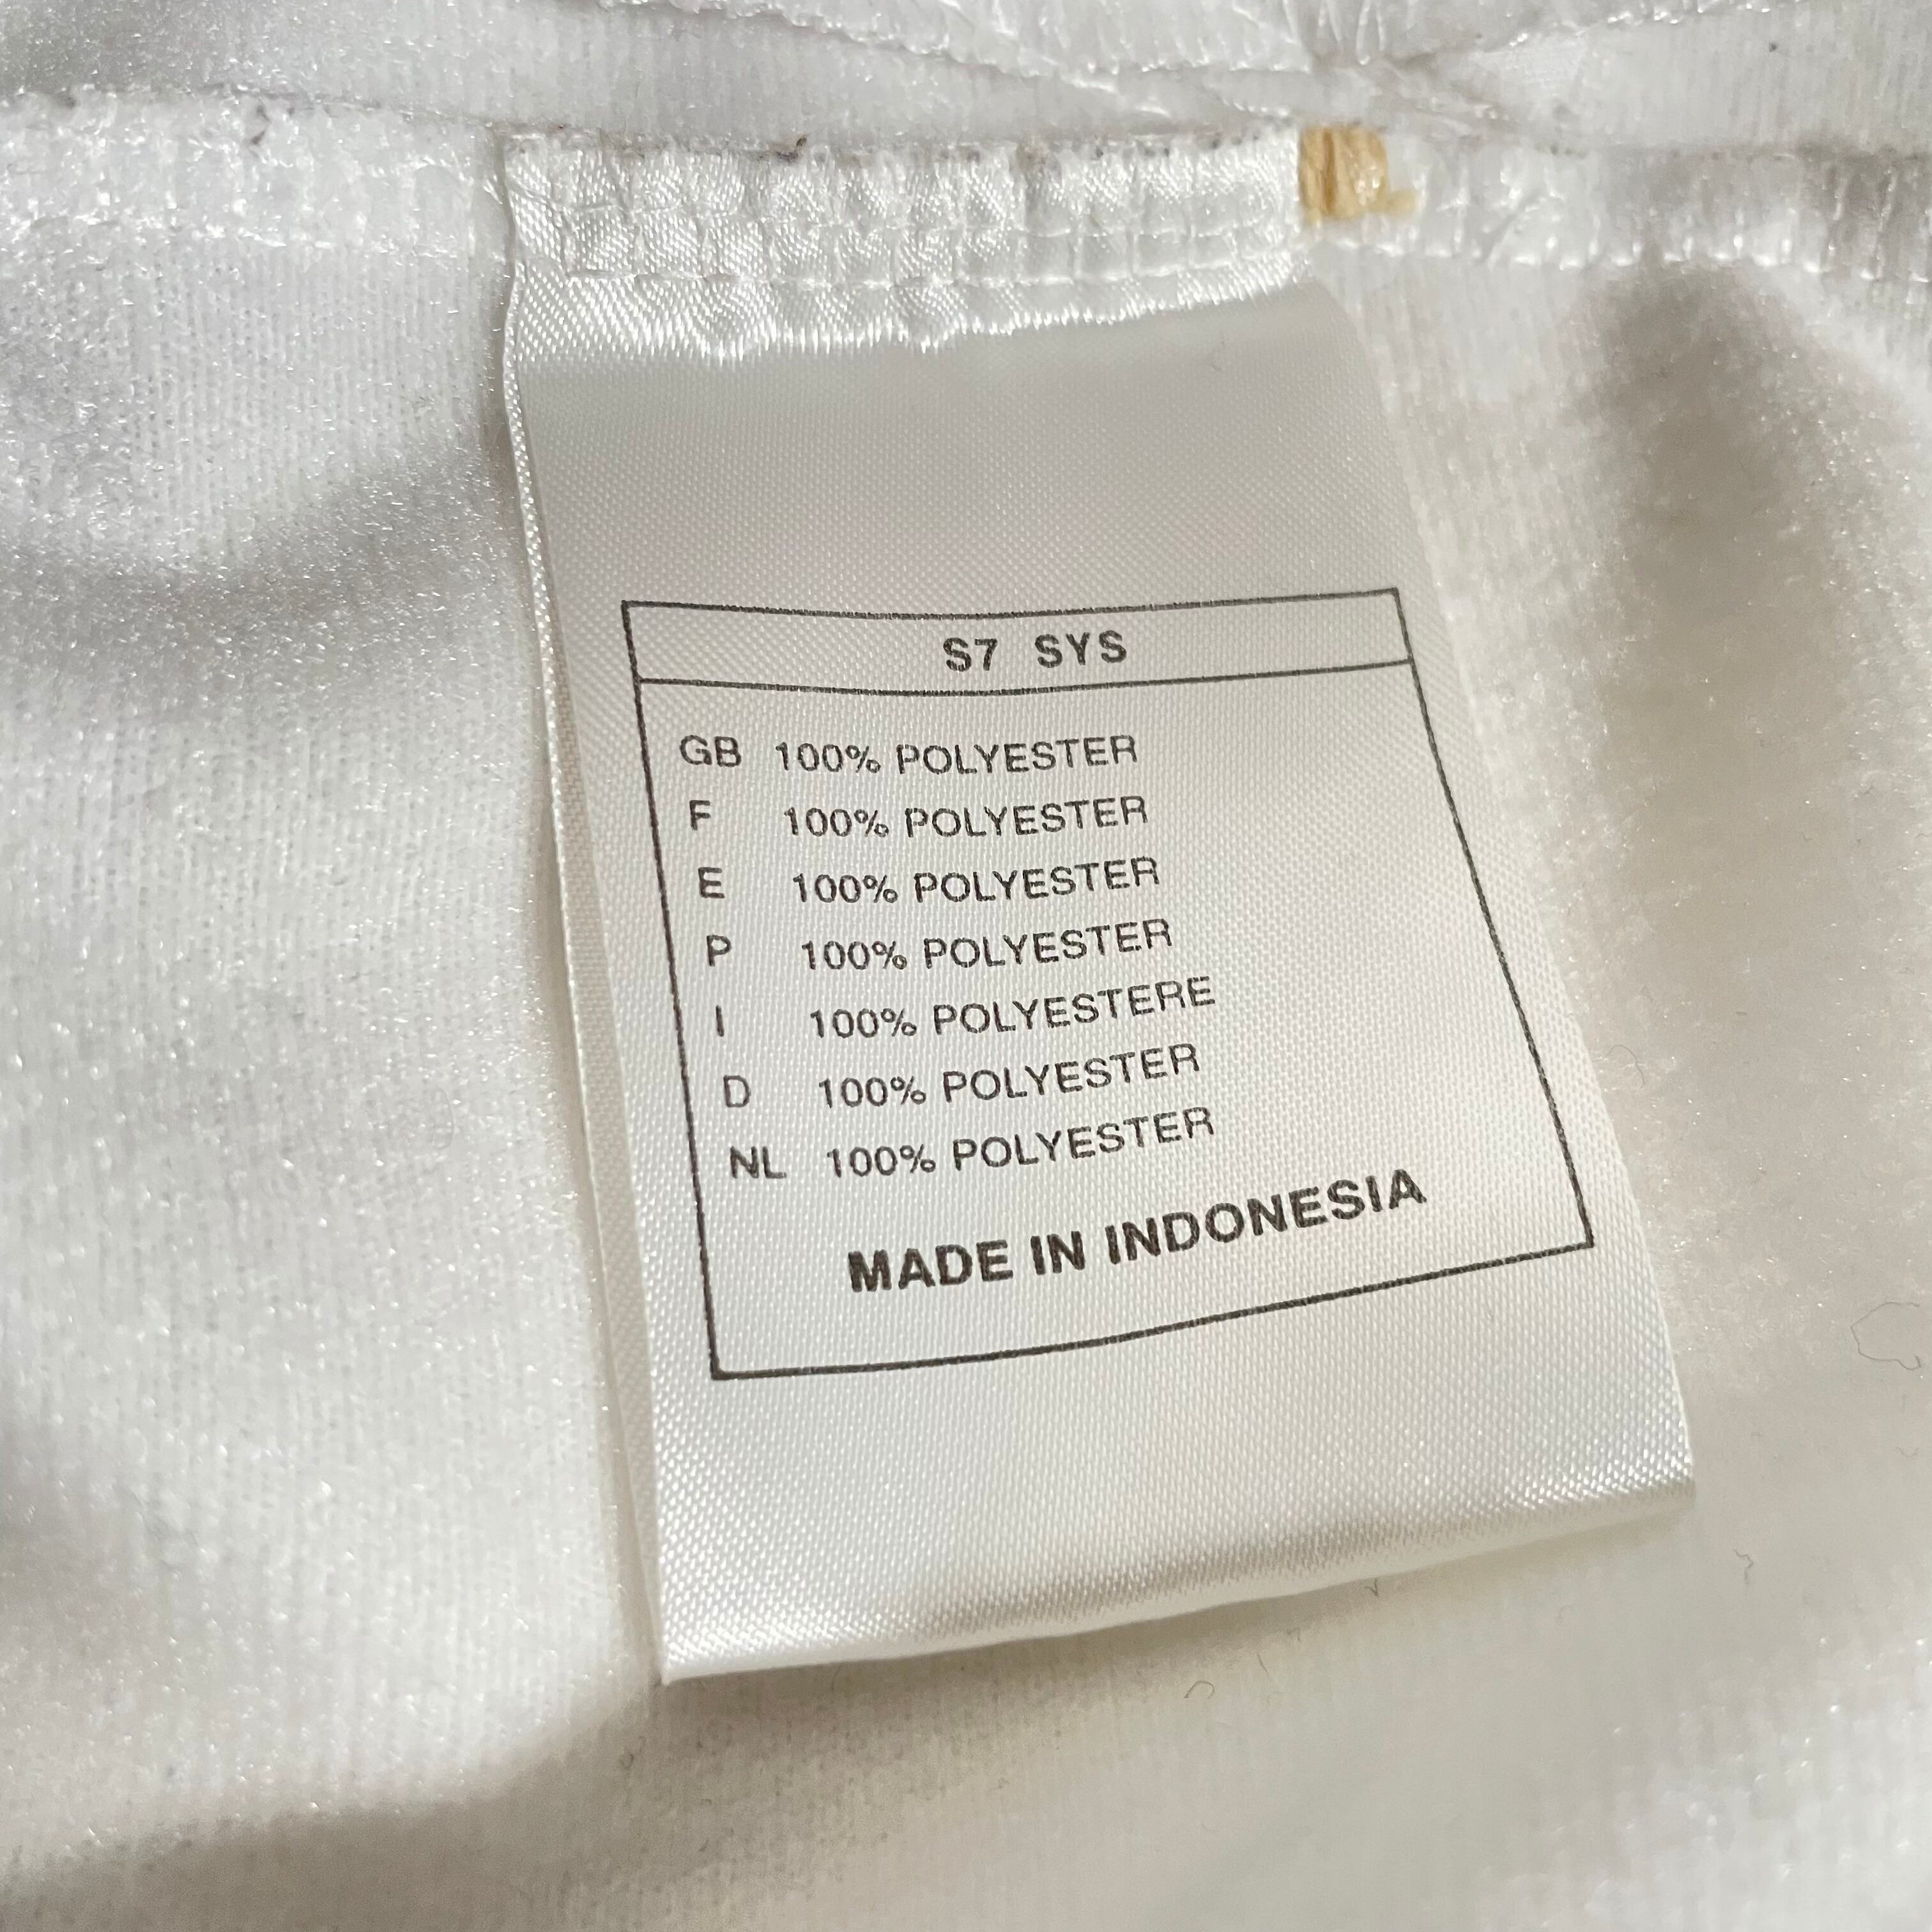 S7 SYS
GB 100% POLYESTER
F 100% POLYESTER
E 100% POLYESTER
P 100% POLYESTER
I 100% POLYESTERE
D 100% POLYESTER
NL 100% POLYESTER
MADE IN INDONESIA